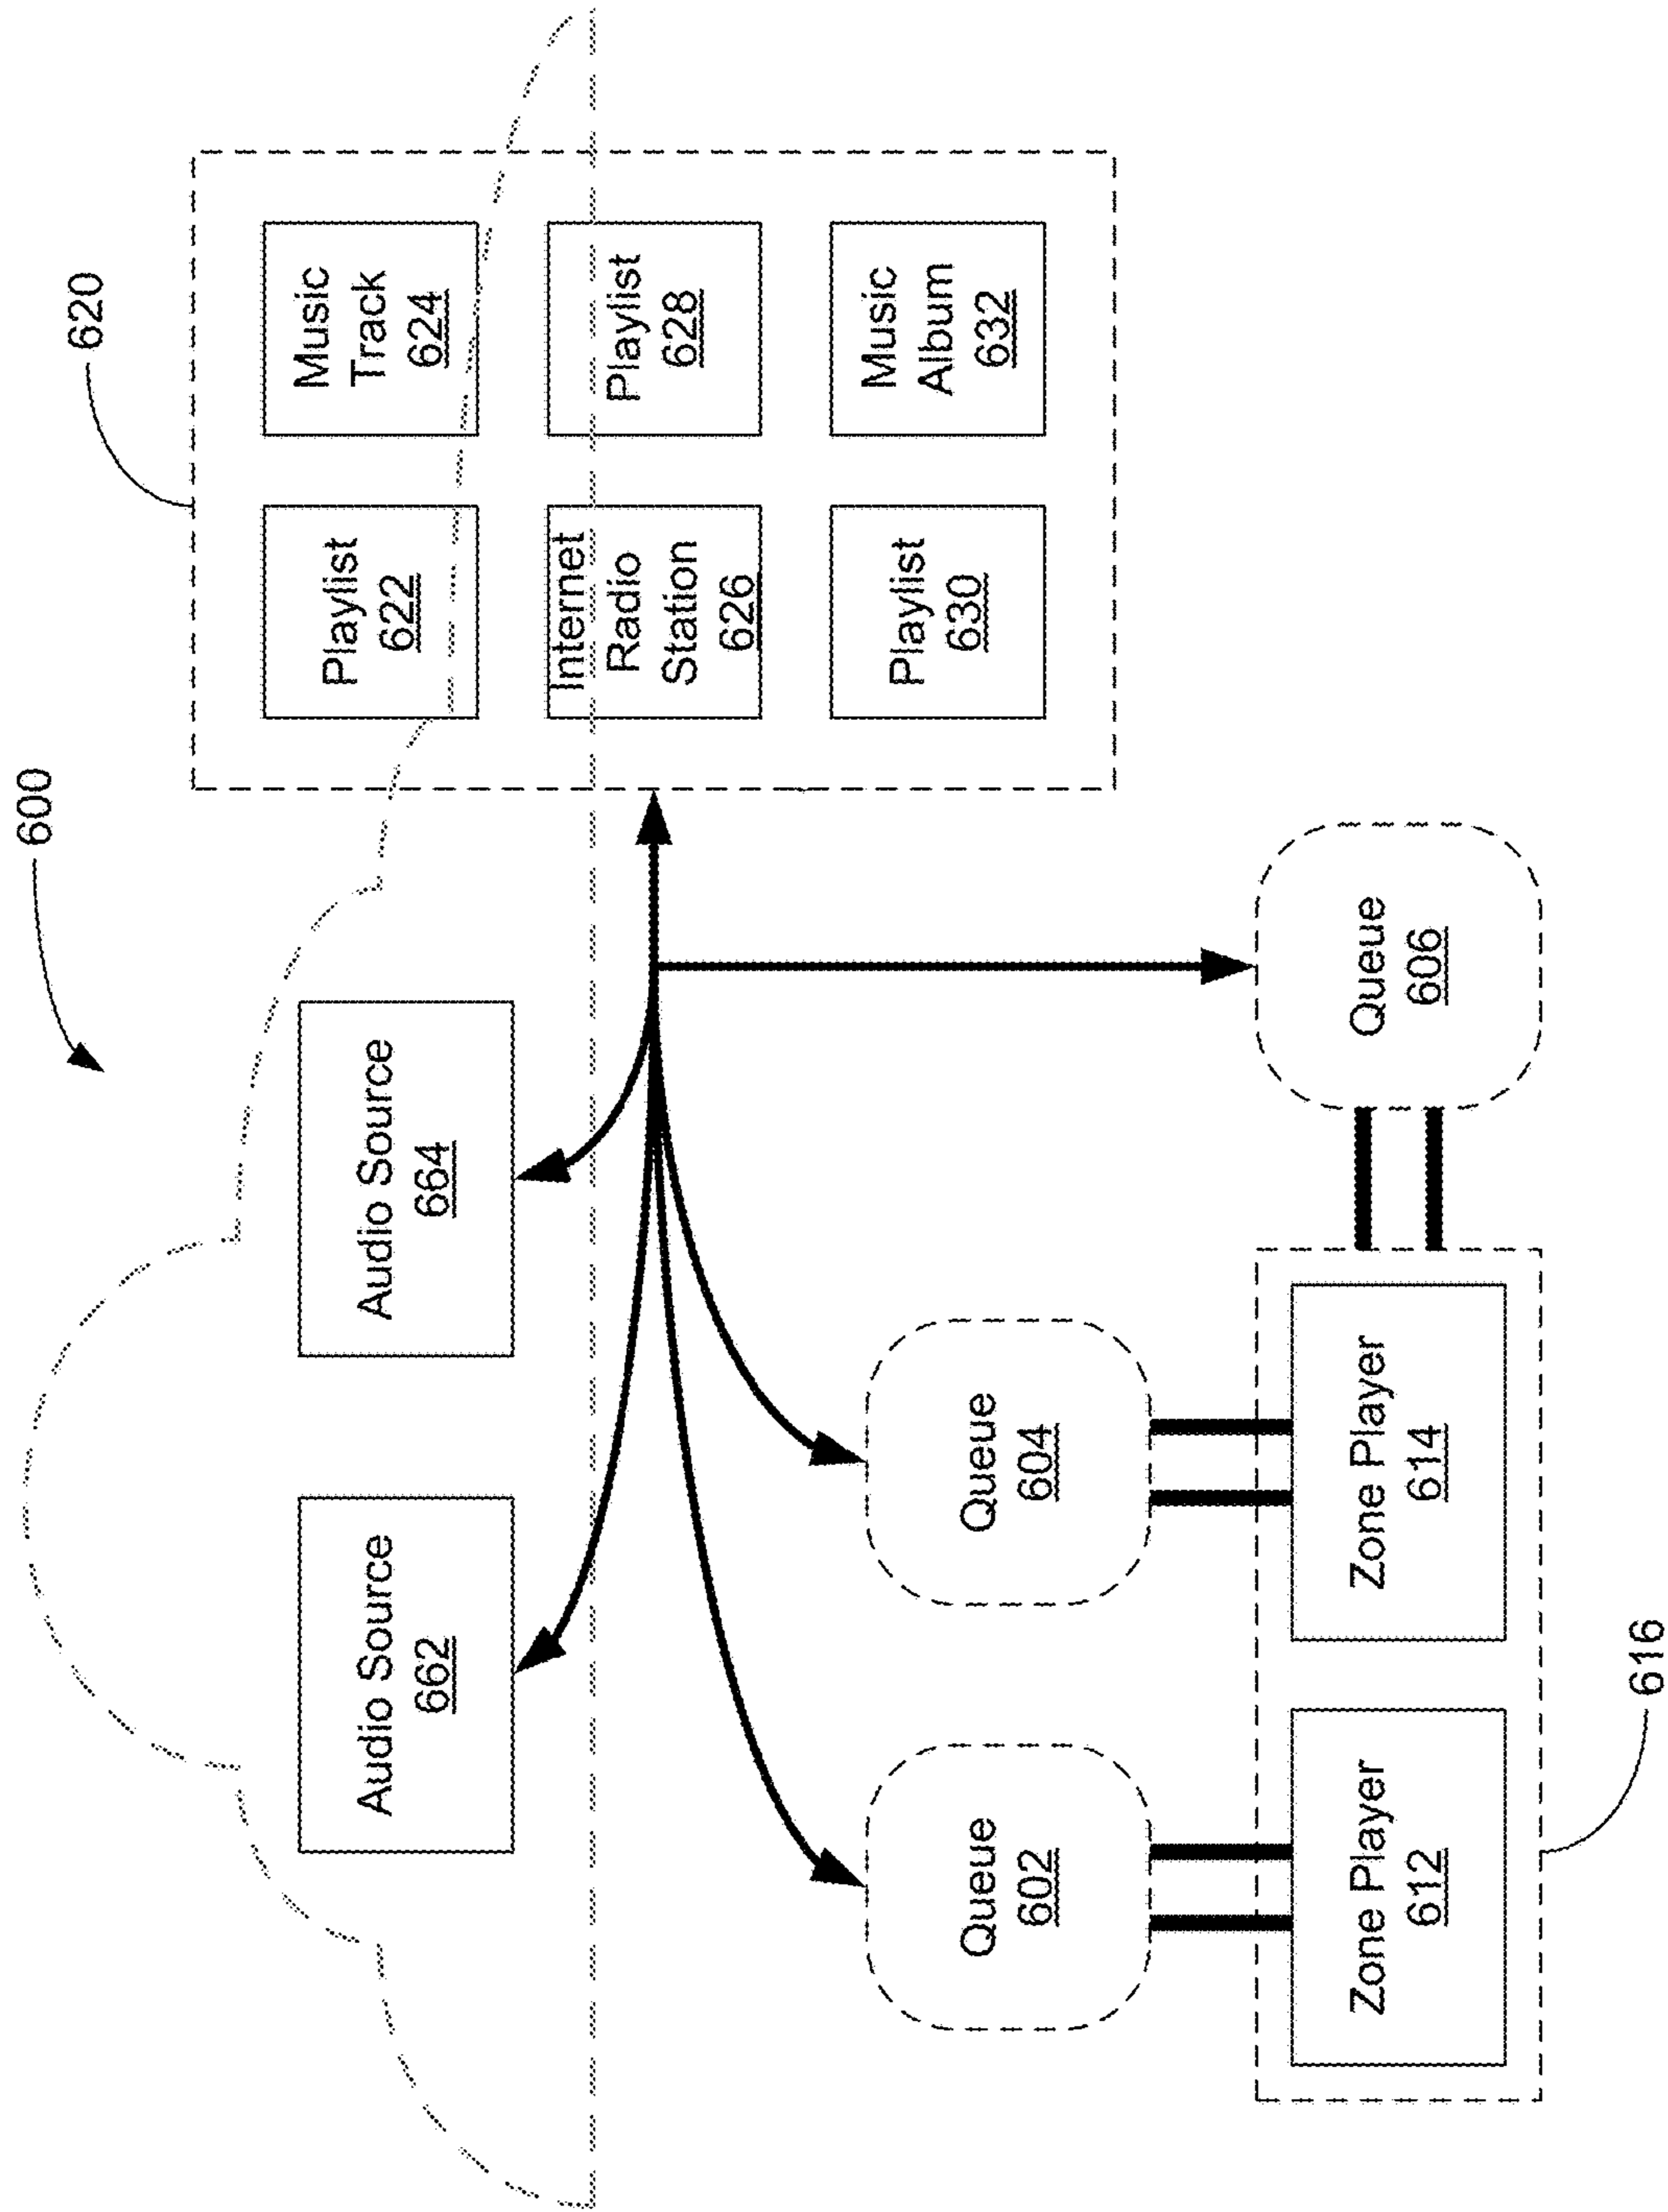 600
620
Audio Source
662
Audio Source
664
Playlist
622
Music
Track
624
Internet
Radio
Station
626
Playlist
628
Playlist
630
Music
Album
632
Queue
602
Queue
604
Queue
606
Zone Player
612
Zone Player
614
616